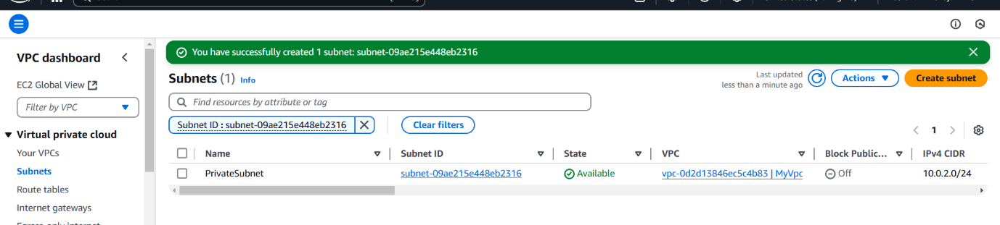 VPC dashboard
EC2 Global View
Filter by VPC
Virtual private cloud
Your VPCs
Subnets
Route tables
Internet gateways
You have successfully created 1 subnet: subnet-09ae215e448eb2316
Subnets (1) Info
Last updated
less than a minute ago
Actions
Create subnet
Find resources by attribute or tag
Subnet ID : subnet-09ae215e448eb2316
Clear filters
1
Name Subnet ID State VPC Block Public... IPv4 CIDR
PrivateSubnet subnet-09ae215e448eb2316 Available vpc-0d2d13846ec5c4b83 | MyVpc Off 10.0.2.0/24